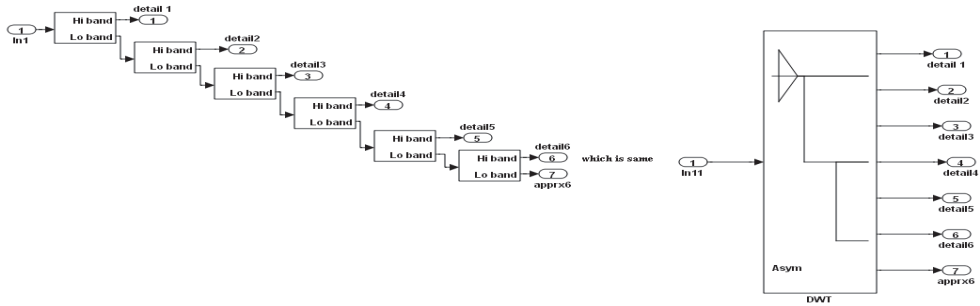 detail 1
Hi band
1
1
In1
Lo band
detail2
Hi band
2
Lo band
detail3
Hi band
3
Lo band
detail4
Hi band
4
Lo band
detail5
Hi band
5
Lo band
detail6
Hi band
6
Lo band
7
apprx6
which is same
1
In11
Asym
DWT
1
detail 1
2
detail2
3
detail3
4
detail4
5
detail5
6
detail6
7
apprx6